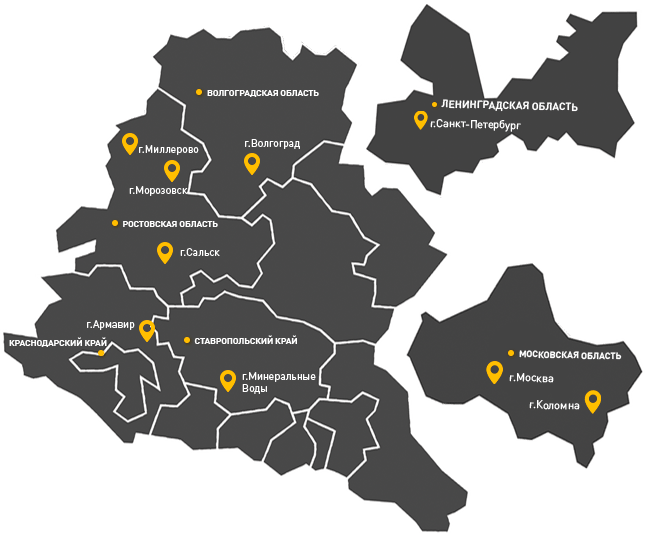 ВОЛГОГРАДСКАЯ ОБЛАСТЬ
г.Волгоград
г.Миллерово
г.Морозовск
РОСТОВСКАЯ ОБЛАСТЬ
г.Сальск
г.Армавир
КРАСНОДАРСКИЙ КРАЙ
СТАВРОПОЛЬСКИЙ КРАЙ
г.Минеральные
Воды
ЛЕНИНГРАДСКАЯ ОБЛАСТЬ
г.Санкт-Петербург
МОСКОВСКАЯ ОБЛАСТЬ
г.Москва
г.Коломна